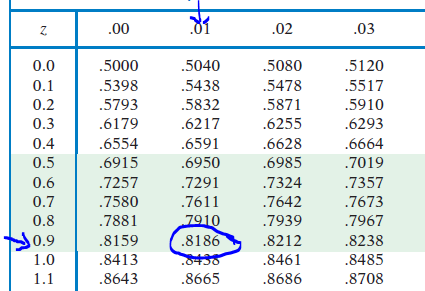 z .00 .01 .02 .03
0.0 .5000 .5040 .5080 .5120
0.1 .5398 .5438 .5478 .5517
0.2 .5793 .5832 .5871 .5910
0.3 .6179 .6217 .6255 .6293
0.4 .6554 .6591 .6628 .6664
0.5 .6915 .6950 .6985 .7019
0.6 .7257 .7291 .7324 .7357
0.7 .7580 .7611 .7642 .7673
0.8 .7881 .7910 .7939 .7967
0.9 .8159 .8186 .8212 .8238
1.0 .8413 .8438 .8461 .8485
1.1 .8643 .8665 .8686 .8708